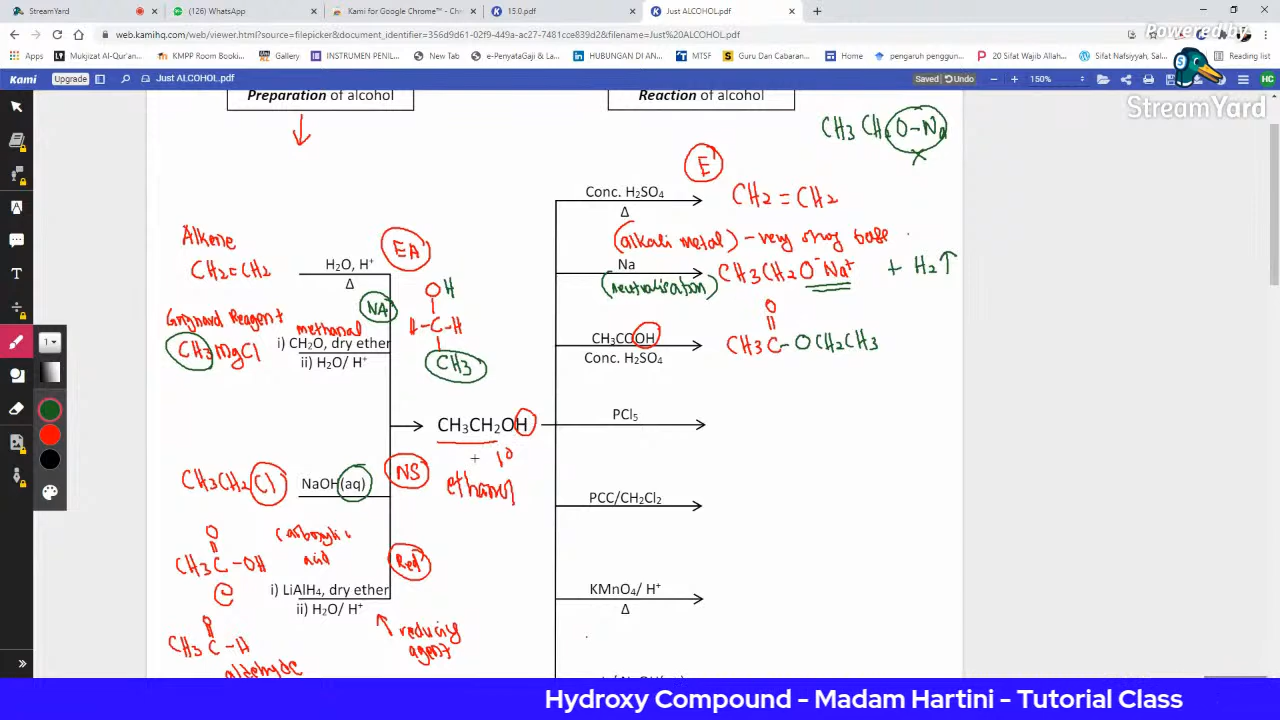 StreamYard
(126) WhatsApp
Kami for Google Chrome™ - Chr
15.0.pdf
Just ALCOHOL.pdf
web.kamihq.com/web/viewer.html?source=filepicker&document_identifier=356dfc61-02f9-449a-ac27-7481cce839d2&filename=Just%20ALCOHOL.pdf
Powered by
StreamYard
Apps
Mukjizat Al-Qur'an...
KMPP Room Booking...
Gallery
INSTRUMEN PENILI...
New Tab
e-PenyataGaji & La...
HUBUNGAN DI AN...
MTSF
Guru Dan Cabaran...
Home
pengaruh penggun...
20 Sifat Wajib Allah...
Sifat Nafsiyyah, Sal...
Reading list
Kami
Upgrade
Just ALCOHOL.pdf
Saved
Undo
150%
HC
Preparation of alcohol
Reaction of alcohol
CH3 CH2 O-Na
x
E
Conc. H₂SO₄
Δ
CH2 = CH2
Alkene
CH2=CH2
H₂O, H⁺
Δ
EA
(alkali metal) - very strong base
Na
(neutralisation)
CH3CH2O⁻Na⁺ + H2↑
NA
OH
H-C-H
CH3
Grignard Reagent
CH3MgCl
methanal
i) CH₂O, dry ether
ii) H₂O/ H⁺
CH₃COOH
Conc. H₂SO₄
O
CH3C-OCH2CH3
CH₃CH₂OH
1°
ethanol
PCl₅
CH3CH2Cl
NaOH(aq)
NS
PCC/CH₂Cl₂
O
CH3C-OH
carboxylic
acid
Red
i) LiAlH₄, dry ether
ii) H₂O/ H⁺
KMnO₄/ H⁺
Δ
O
CH3C-H
aldehyde
reducing
agent
Hydroxy Compound - Madam Hartini - Tutorial Class